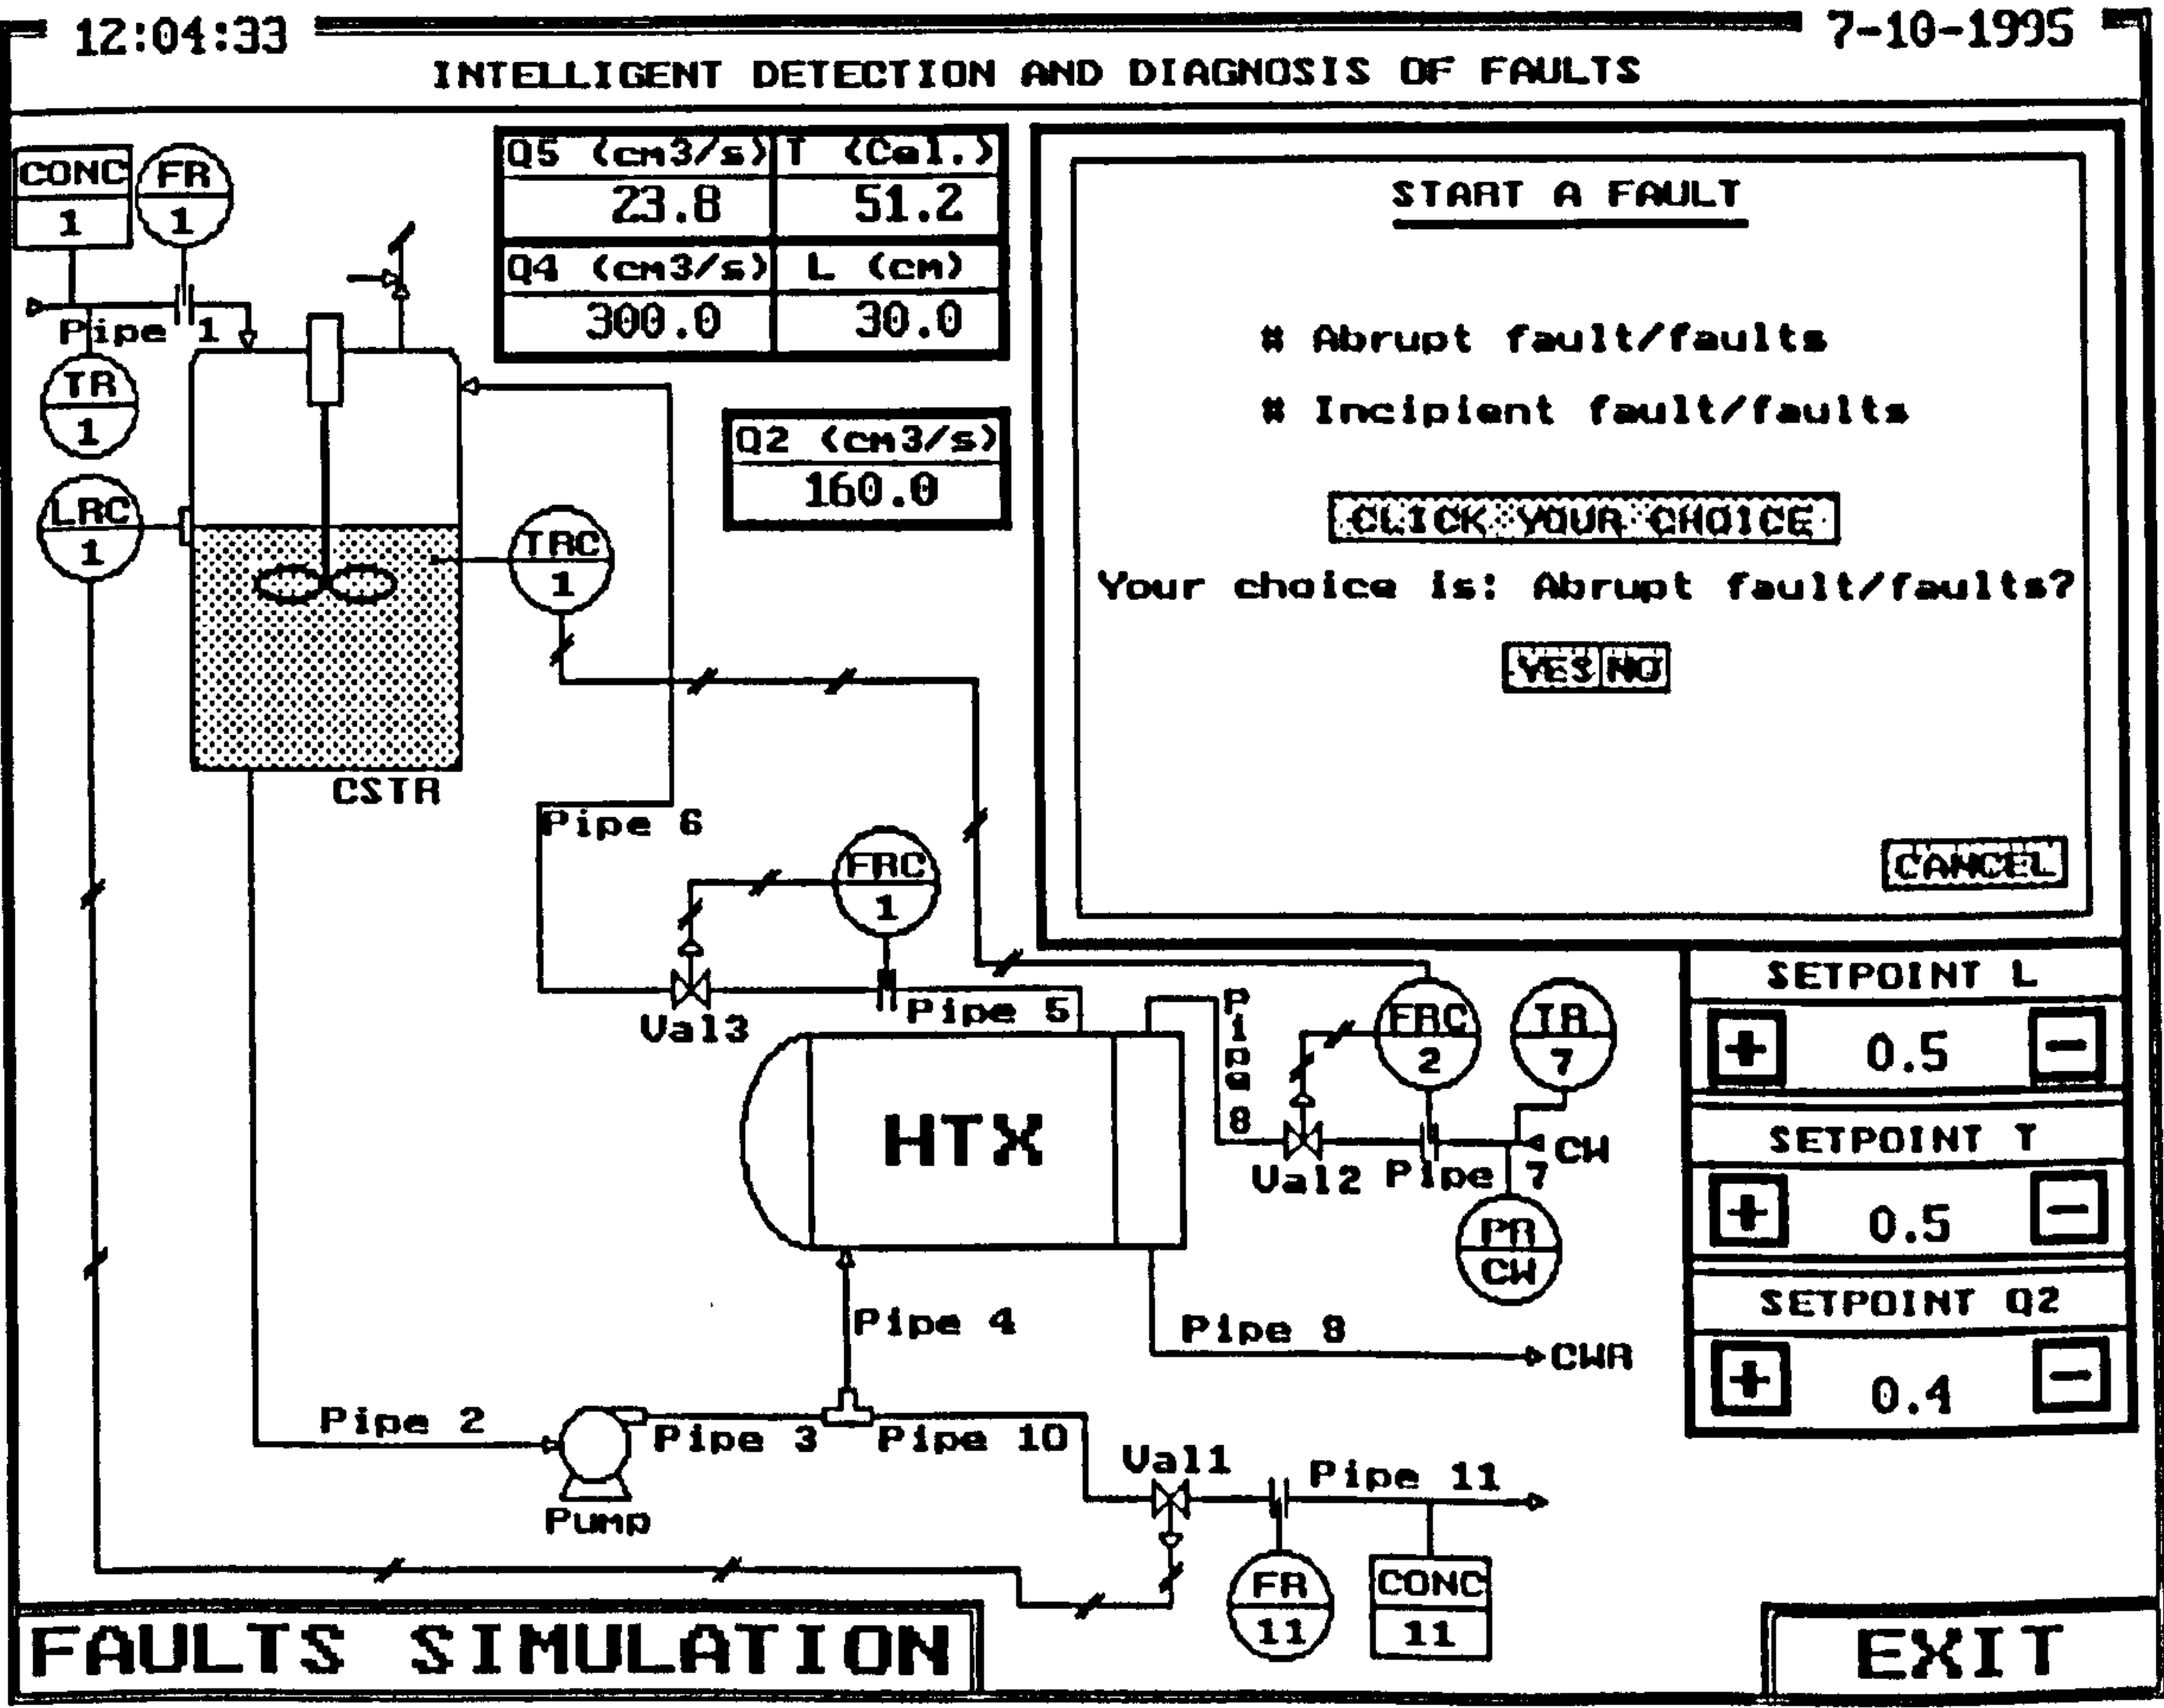 12:04:33
7-10-1995
INTELLIGENT DETECTION AND DIAGNOSIS OF FAULTS
CONC
1
FR
1
Pipe 1
TR
1
LRC
1
TRC
1
CSTR
Q5 (cm3/s) T (Cel.)
23.8 51.2
Q4 (cm3/s) L (cm)
300.0 30.0
Q2 (cm3/s)
160.0
START A FAULT
# Abrupt fault/faults
# Incipient fault/faults
CLICK YOUR CHOICE
Your choice is: Abrupt fault/faults?
YES NO
CANCEL
Pipe 6
FRC
1
Val3
Pipe 5
HTX
Pipe 8
FRC
2
TR
7
Val2
Pipe 7
CW
PR
CW
Pipe 4
Pipe 9
CWR
Pipe 2
Pump
Pipe 3
Pipe 10
Val1
Pipe 11
FR
11
CONC
11
SETPOINT L
+ 0.5 -
SETPOINT T
+ 0.5 -
SETPOINT Q2
+ 0.4 -
FAULTS SIMULATION
EXIT